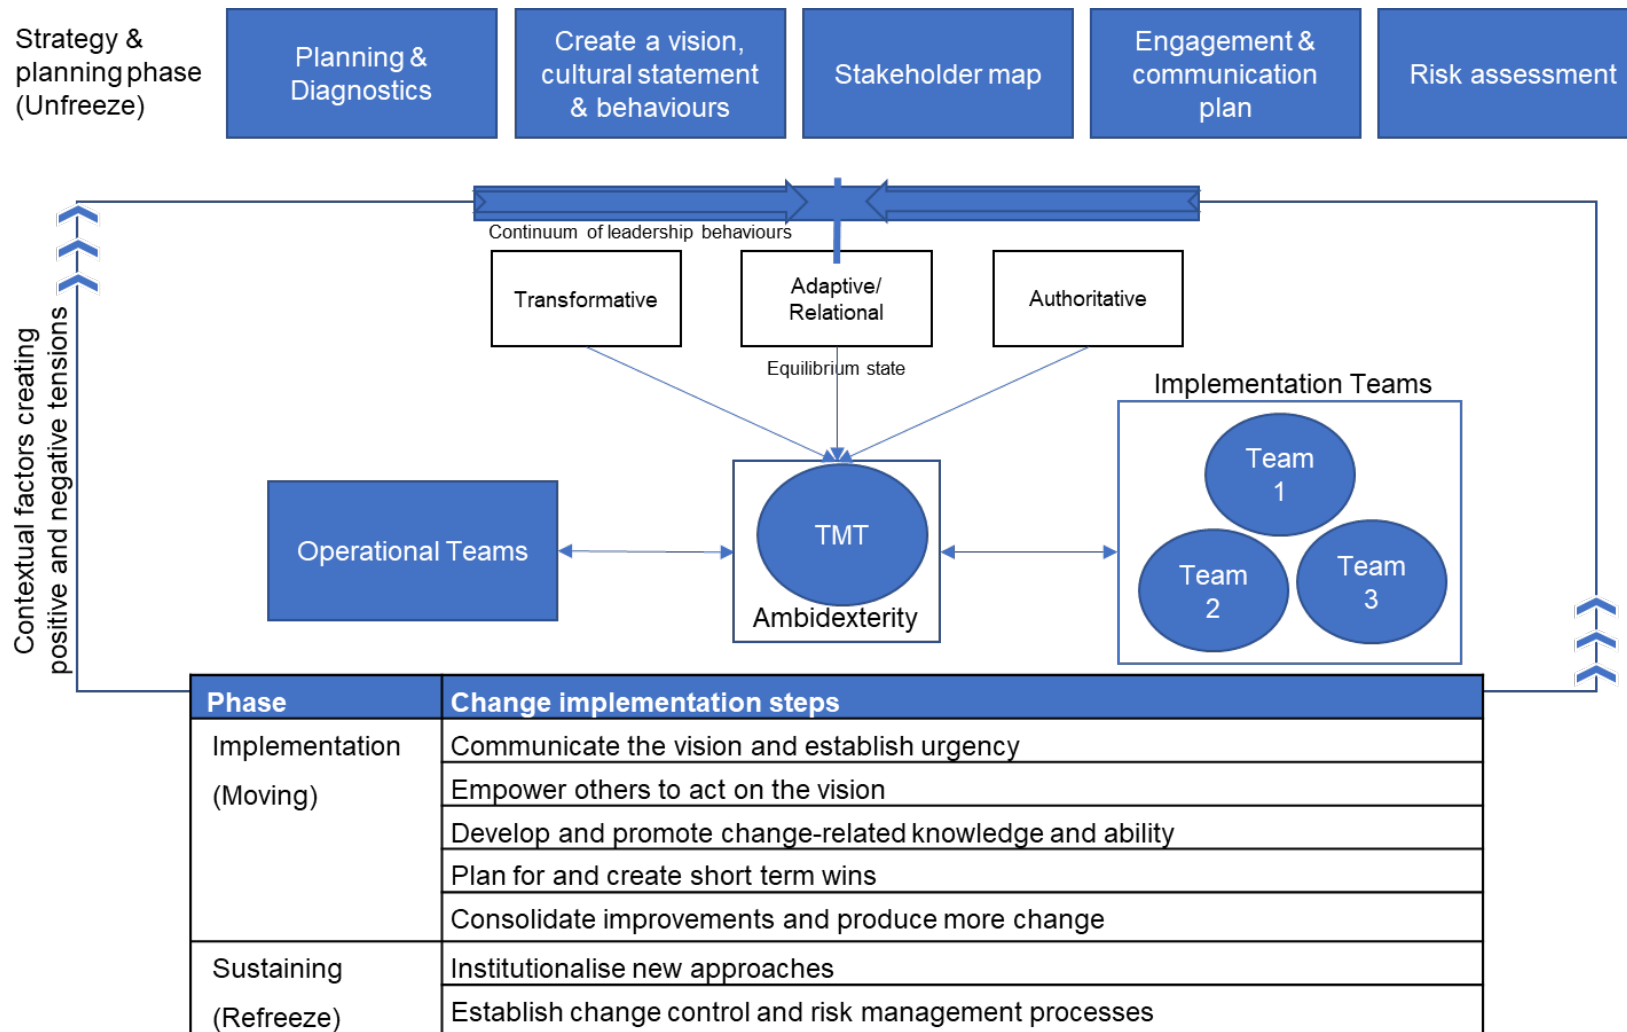 Strategy &
planning phase
(Unfreeze)
Planning &
Diagnostics
Create a vision,
cultural statement
& behaviours
Stakeholder map
Engagement &
communication
plan
Risk assessment
Continuum of leadership behaviours
Transformative
Adaptive/
Relational
Authoritative
Equilibrium state
Contextual factors creating
positive and negative tensions
Operational Teams
TMT
Ambidexterity
Implementation Teams
Team
1
Team
2
Team
3
Phase
Change implementation steps
Implementation
(Moving)
Communicate the vision and establish urgency
Empower others to act on the vision
Develop and promote change-related knowledge and ability
Plan for and create short term wins
Consolidate improvements and produce more change
Sustaining
(Refreeze)
Institutionalise new approaches
Establish change control and risk management processes